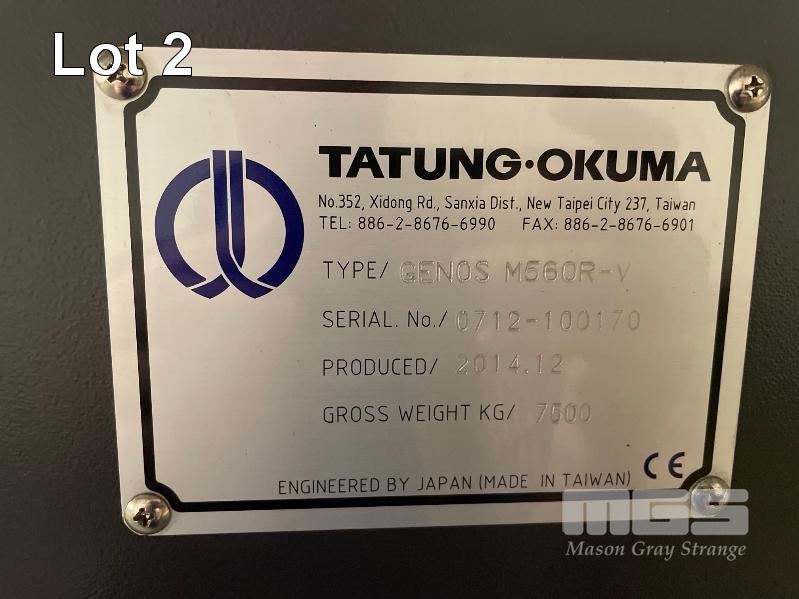 Lot 2
TATUNG·OKUMA
No.352, Xidong Rd., Sanxia Dist., New Taipei City 237, Taiwan
TEL: 886-2-8676-6990 FAX: 886-2-8676-6901
TYPE/ GENOS M560R-V
SERIAL. No./ 0712-100170
PRODUCED/ 2014.12
GROSS WEIGHT KG/ 7500
ENGINEERED BY JAPAN (MADE IN TAIWAN) CE
MGS
Mason Gray Strange